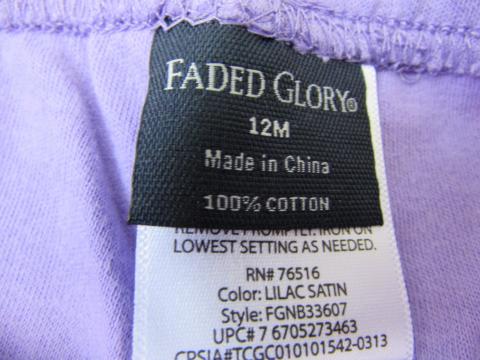 FADED GLORY®
12M
Made in China
100% COTTON
REMOVE PROMPTLY. IRON ON
LOWEST SETTING AS NEEDED.
RN# 76516
Color: LILAC SATIN
Style: FGNB33607
UPC# 7 6705273463
CPSIA#TCGC010101542-0313